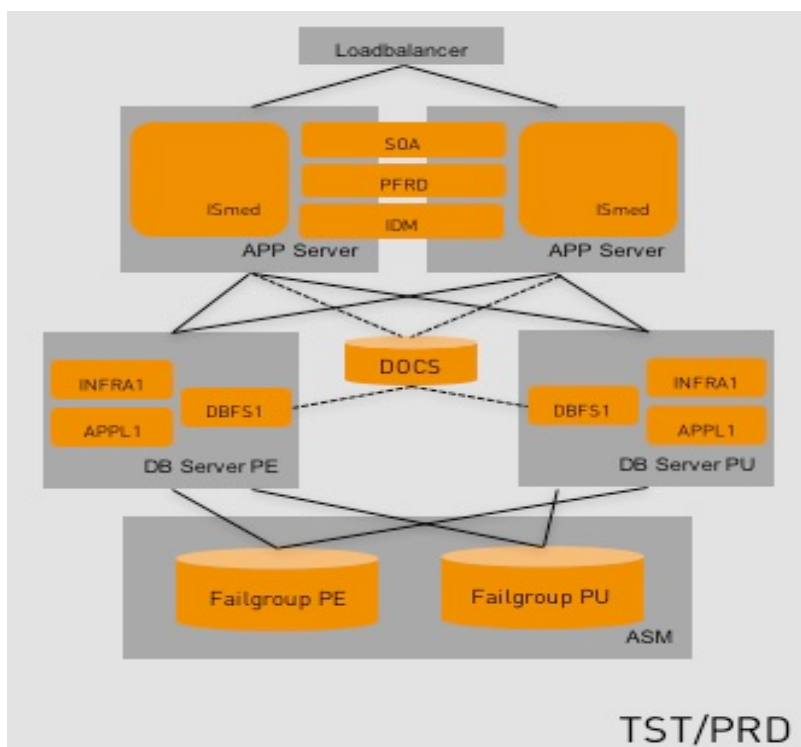 Loadbalancer
SOA
PFRD
IDM
ISmed
ISmed
APP Server
APP Server
DOCS
INFRA1
APPL1
DBFS1
DB Server PE
DBFS1
INFRA1
APPL1
DB Server PU
Failgroup PE
Failgroup PU
ASM
TST/PRD